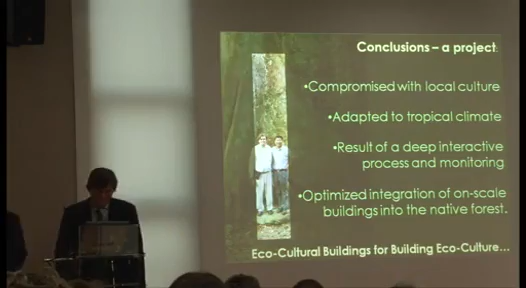 Conclusions – a project:
•Compromised with local culture
•Adapted to tropical climate
•Result of a deep interactive
process and monitoring
•Optimized integration of on-scale
buildings into the native forest.
Eco-Cultural Buildings for Building Eco-Culture...